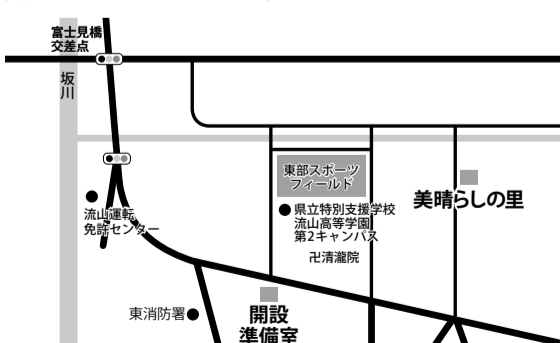 富士見橋
交差点
坂川
東部スポーツ
フィールド
美晴らしの里
流山運転
免許センター
県立特別支援学校
流山高等学園
第2キャンパス
卍清瀧院
東消防署
開設
準備室